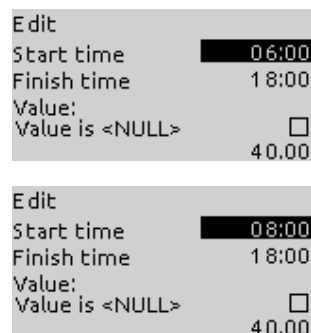 Edit
Start time 06:00
Finish time 18:00
Value:
Value is <NULL>
40.00
Edit
Start time 08:00
Finish time 18:00
Value:
Value is <NULL>
40.00